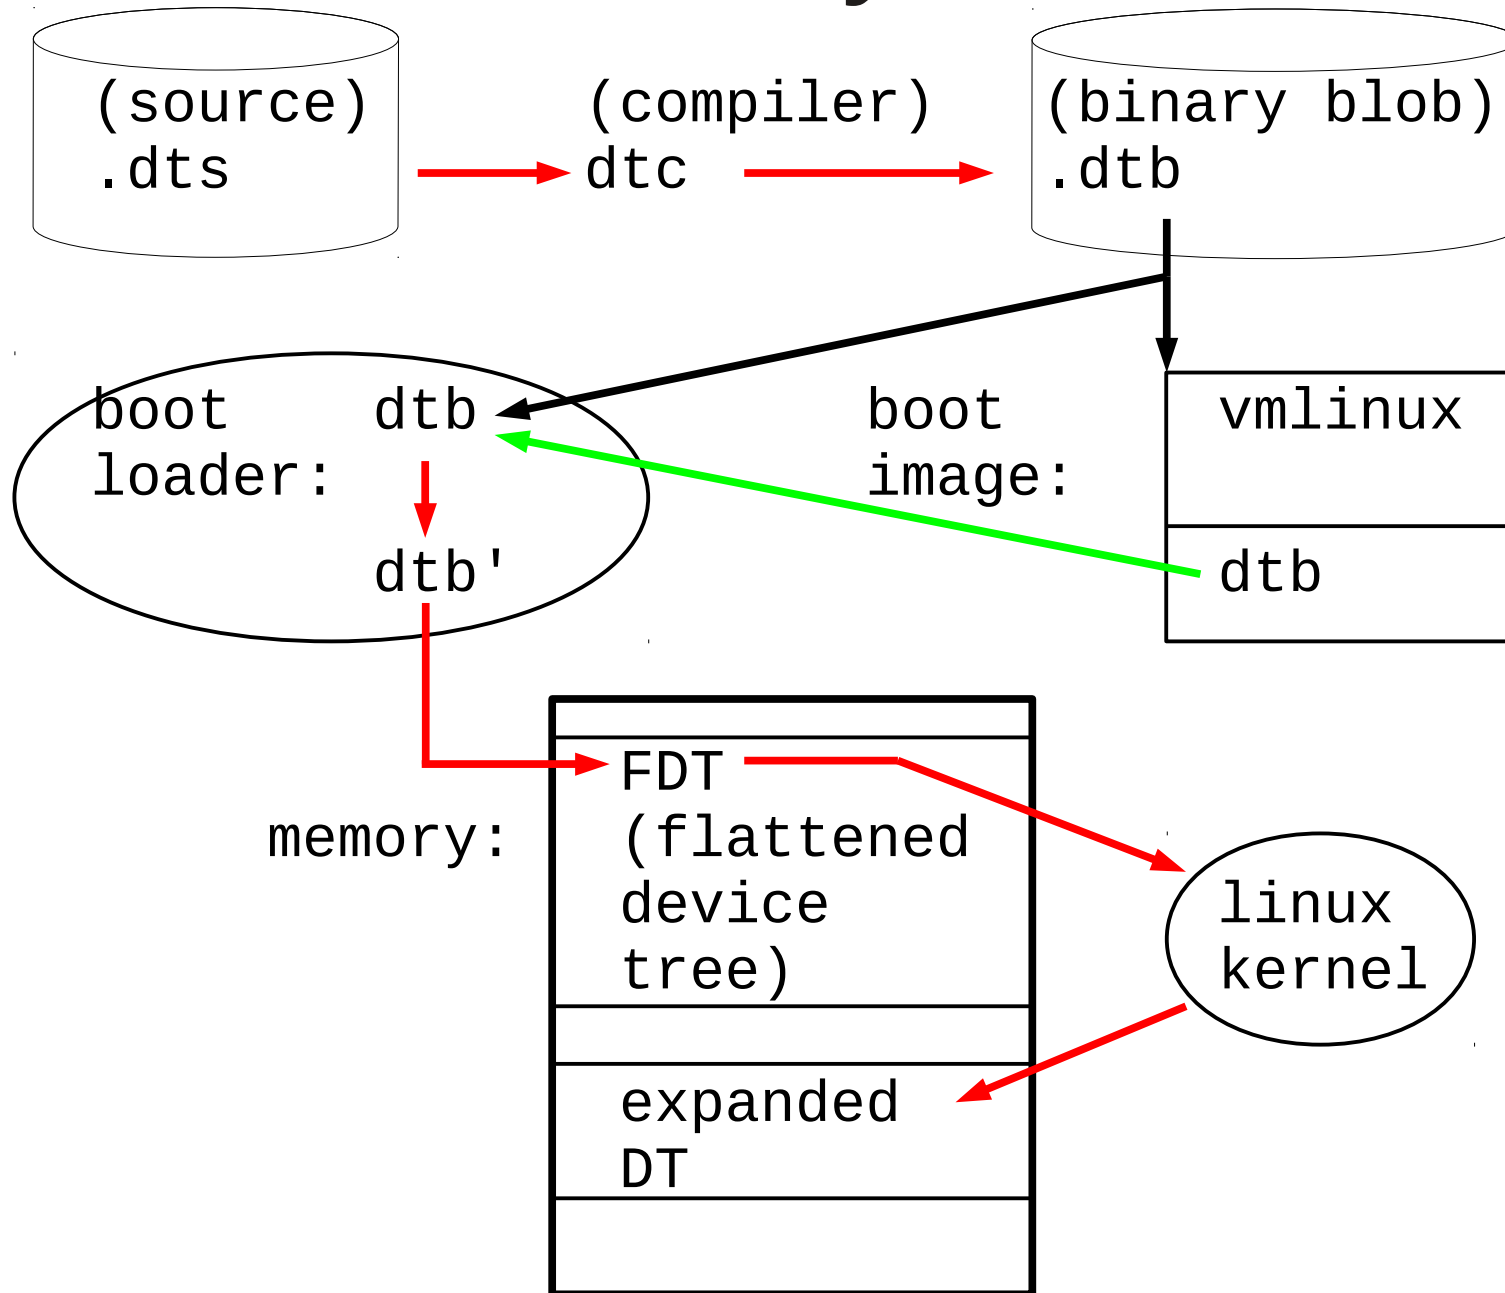 (source)
.dts
(compiler)
dtc
(binary blob)
.dtb
boot dtb
loader:
dtb'
boot
image:
vmlinux
dtb
memory:
FDT
(flattened
device
tree)
linux
kernel
expanded
DT